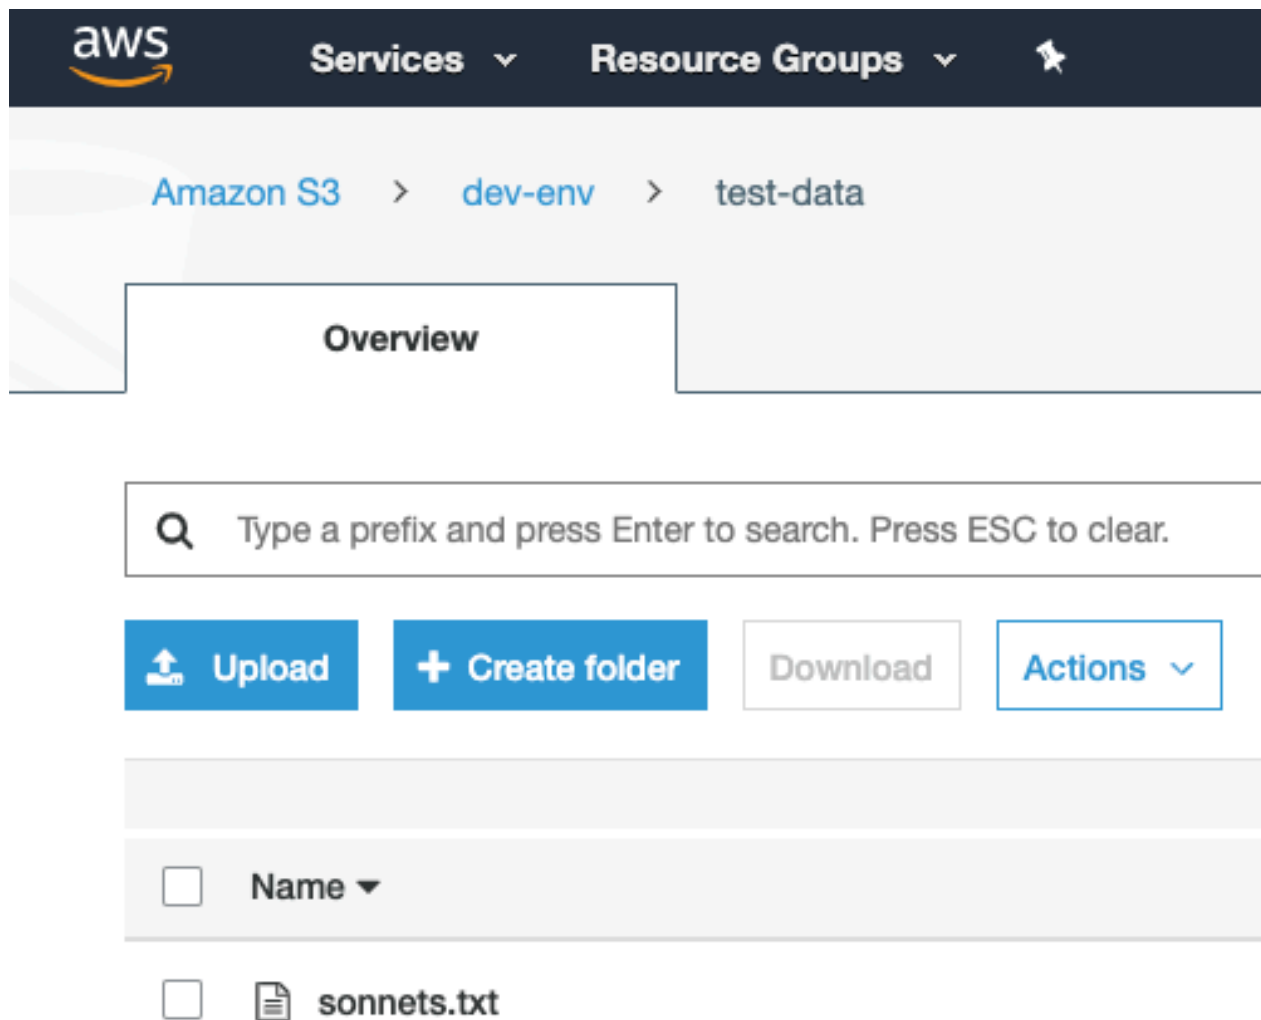 aws Services Resource Groups
Amazon S3 > dev-env > test-data
Overview
Type a prefix and press Enter to search. Press ESC to clear.
Upload + Create folder Download Actions
Name
sonnets.txt